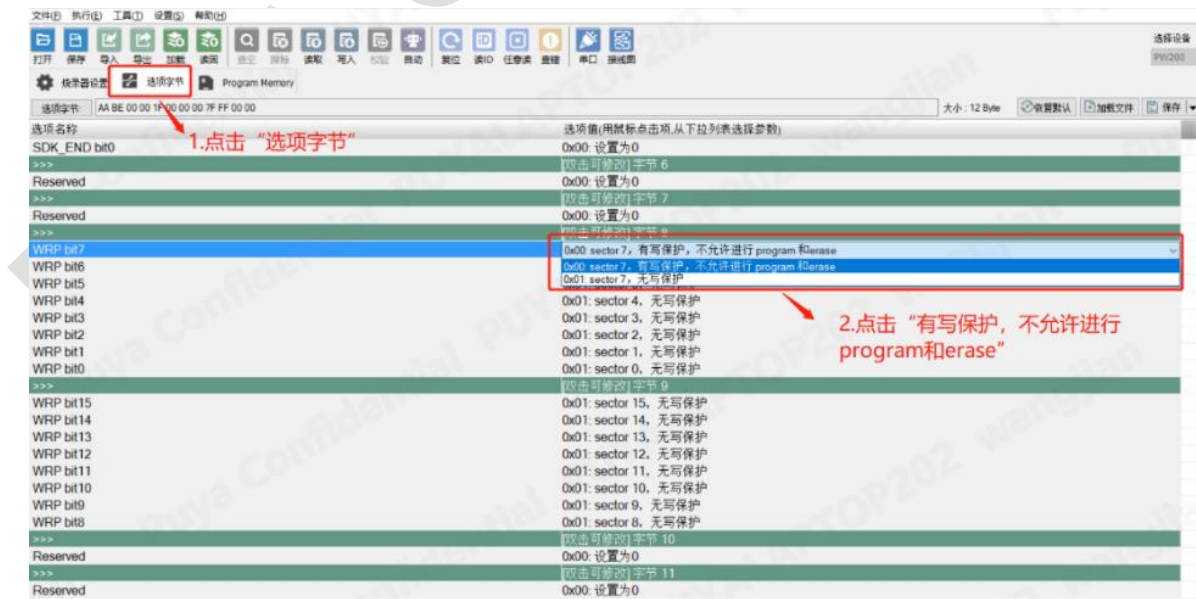 文件(F) 执行(E) 工具(T) 设置(S) 帮助(H)
打开 保存 导入 导出 加载 读回 查空 擦除 读取 写入 校验 自动 复位 读ID 任意读 查错 串口 接线图
选择设备
PW200
烧录器设置 选项字节 Program Memory
选项字节: AA BE 00 00 1F 00 00 00 7F FF 00 00 大小: 12 Byte 恢复默认 加载文件 保存
选项名称 选项值(用鼠标点击项,从下拉列表选择参数)
1.点击“选项字节”
SDK_END bit0 0x00: 设置为0
>>> [双击可修改] 字节 6
Reserved 0x00: 设置为0
>>> [双击可修改] 字节 7
Reserved 0x00: 设置为0
>>> [双击可修改] 字节 8
WRP bit7 0x00: sector 7，有写保护，不允许进行 program 和erase
WRP bit6 0x00: sector 7，有写保护，不允许进行 program 和erase
WRP bit5 0x01: sector 7，无写保护
WRP bit4 0x01: sector 4，无写保护
WRP bit3 0x01: sector 3，无写保护
WRP bit2 0x01: sector 2，无写保护
WRP bit1 0x01: sector 1，无写保护
WRP bit0 0x01: sector 0，无写保护
2.点击“有写保护，不允许进行
program和erase”
>>> [双击可修改] 字节 9
WRP bit15 0x01: sector 15，无写保护
WRP bit14 0x01: sector 14，无写保护
WRP bit13 0x01: sector 13，无写保护
WRP bit12 0x01: sector 12，无写保护
WRP bit11 0x01: sector 11，无写保护
WRP bit10 0x01: sector 10，无写保护
WRP bit9 0x01: sector 9，无写保护
WRP bit8 0x01: sector 8，无写保护
>>> [双击可修改] 字节 10
Reserved 0x00: 设置为0
>>> [双击可修改] 字节 11
Reserved 0x00: 设置为0
Puya Confidential
LAPTOP202 wangjian